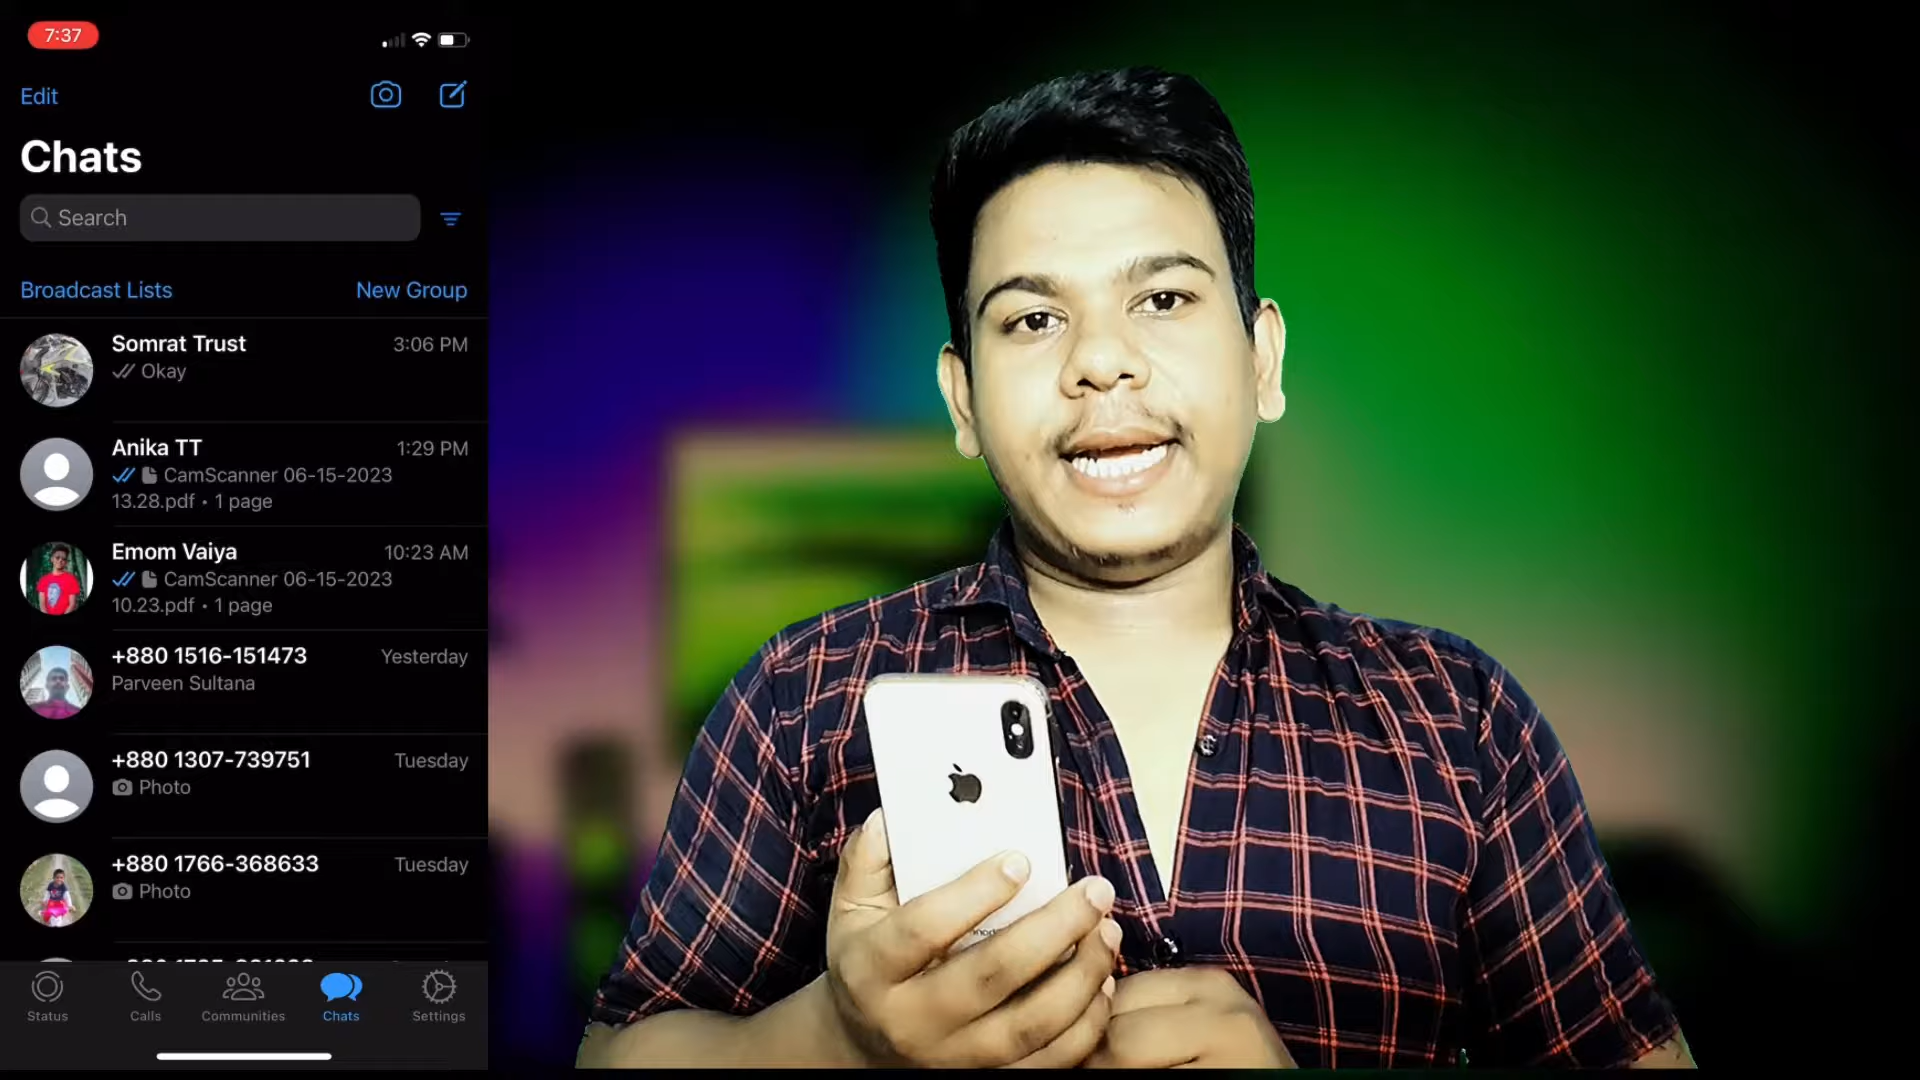 7:37
Edit
Chats
Search
Broadcast Lists
New Group
Somrat Trust
3:06 PM
Okay
Anika TT
1:29 PM
CamScanner 06-15-2023
13.28.pdf • 1 page
Emom Vaiya
10:23 AM
CamScanner 06-15-2023
10.23.pdf • 1 page
+880 1516-151473
Yesterday
Parveen Sultana
+880 1307-739751
Tuesday
Photo
+880 1766-368633
Tuesday
Photo
Status
Calls
Communities
Chats
Settings